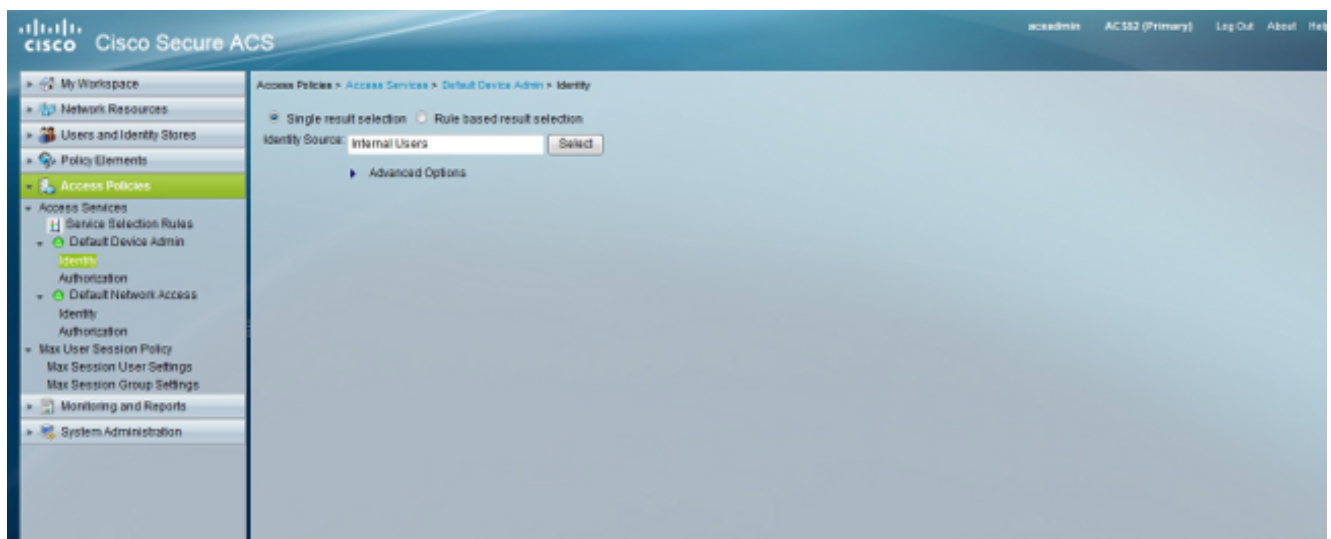 CISCO Cisco Secure ACS
acsadmin ACS52 (Primary) Log Out About Help
My Workspace
Network Resources
Users and Identity Stores
Policy Elements
Access Policies
Access Services
Service Selection Rules
Default Device Admin
Identity
Authorization
Default Network Access
Identity
Authorization
Max User Session Policy
Max Session User Settings
Max Session Group Settings
Monitoring and Reports
System Administration
Access Policies > Access Services > Default Device Admin > Identity
Single result selection Rule based result selection
Identity Source: Internal Users Select
Advanced Options